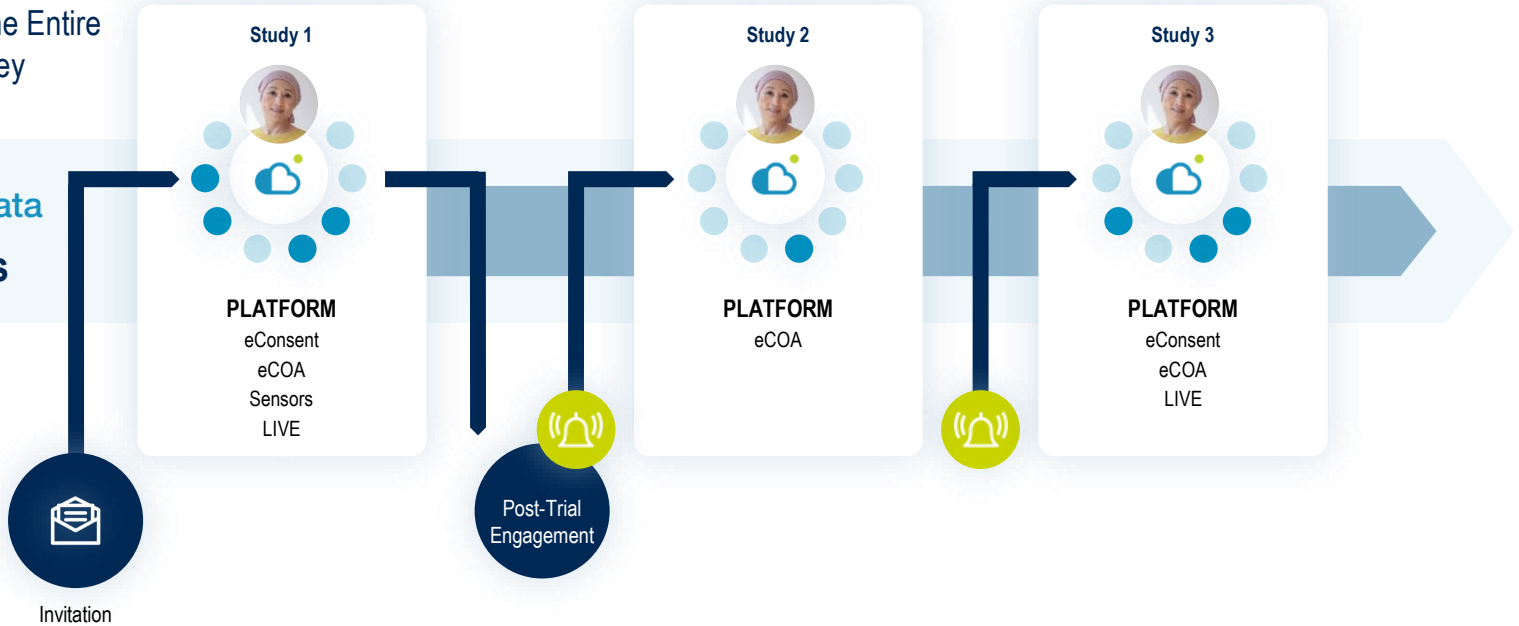 ne Entire
ey
ata
s
Study 1
PLATFORM
eConsent
eCOA
Sensors
LIVE
Study 2
PLATFORM
eCOA
Study 3
PLATFORM
eConsent
eCOA
LIVE
Post-Trial
Engagement
Invitation